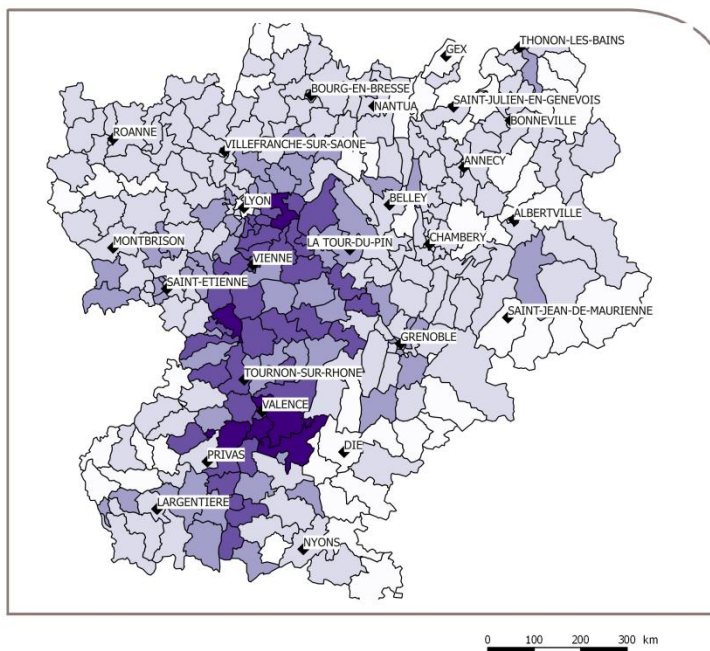 THONON-LES-BAINS
GEX
BOURG-EN-BRESSE
NANTUA
SAINT-JULIEN-EN-GENEVOIS
BONNEVILLE
ROANNE
VILLEFRANCHE-SUR-SAONE
ANNECY
LYON
BELLEY
ALBERTVILLE
MONTBRISON
LA TOUR-DU-PIN
CHAMBERY
VIENNE
SAINT-ETIENNE
SAINT-JEAN-DE-MAURIENNE
GRENOBLE
TOURNON-SUR-RHONE
VALENCE
DIE
PRIVAS
LARGENTIERE
NYONS
0 100 200 300 km